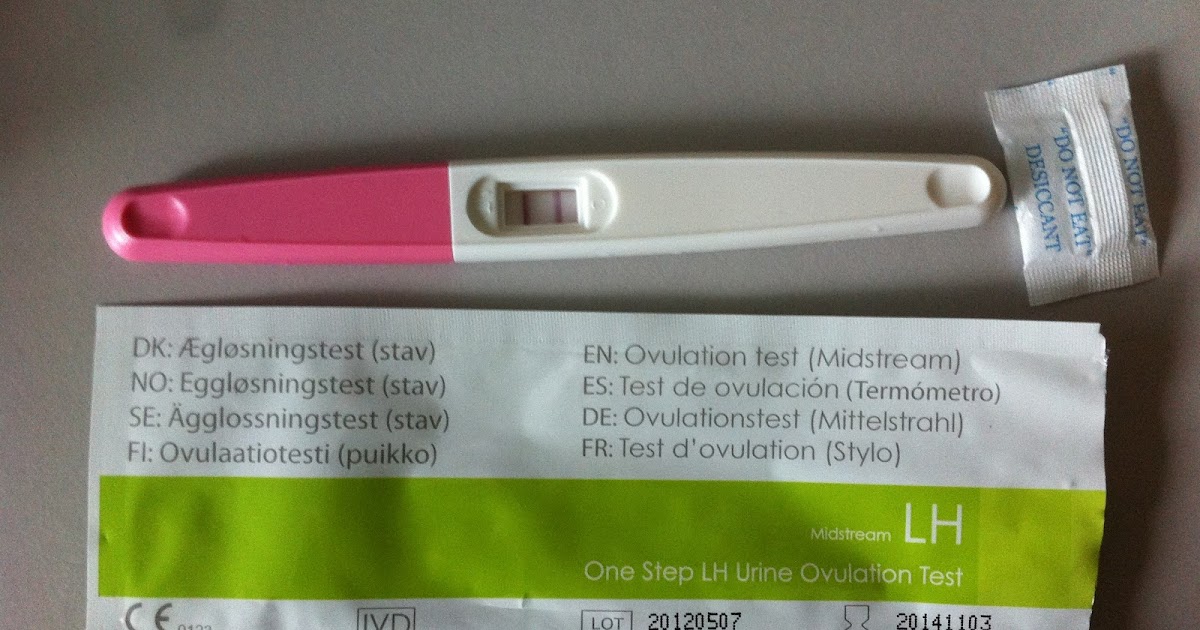 "DO NOT EAT"
"DO NOT EAT"
DESICCANT
DK: Ægløsningstest (stav)
NO: Eggløsningstest (stav)
SE: Ägglossningstest (stav)
FI: Ovulaatiotesti (puikko)
EN: Ovulation test (Midstream)
ES: Test de ovulación (Termómetro)
DE: Ovulationstest (Mittelstrahl)
FR: Test d'ovulation (Stylo)
Midstream LH
One Step LH Urine Ovulation Test
CE 0123 IVD LOT 20120507 20141103